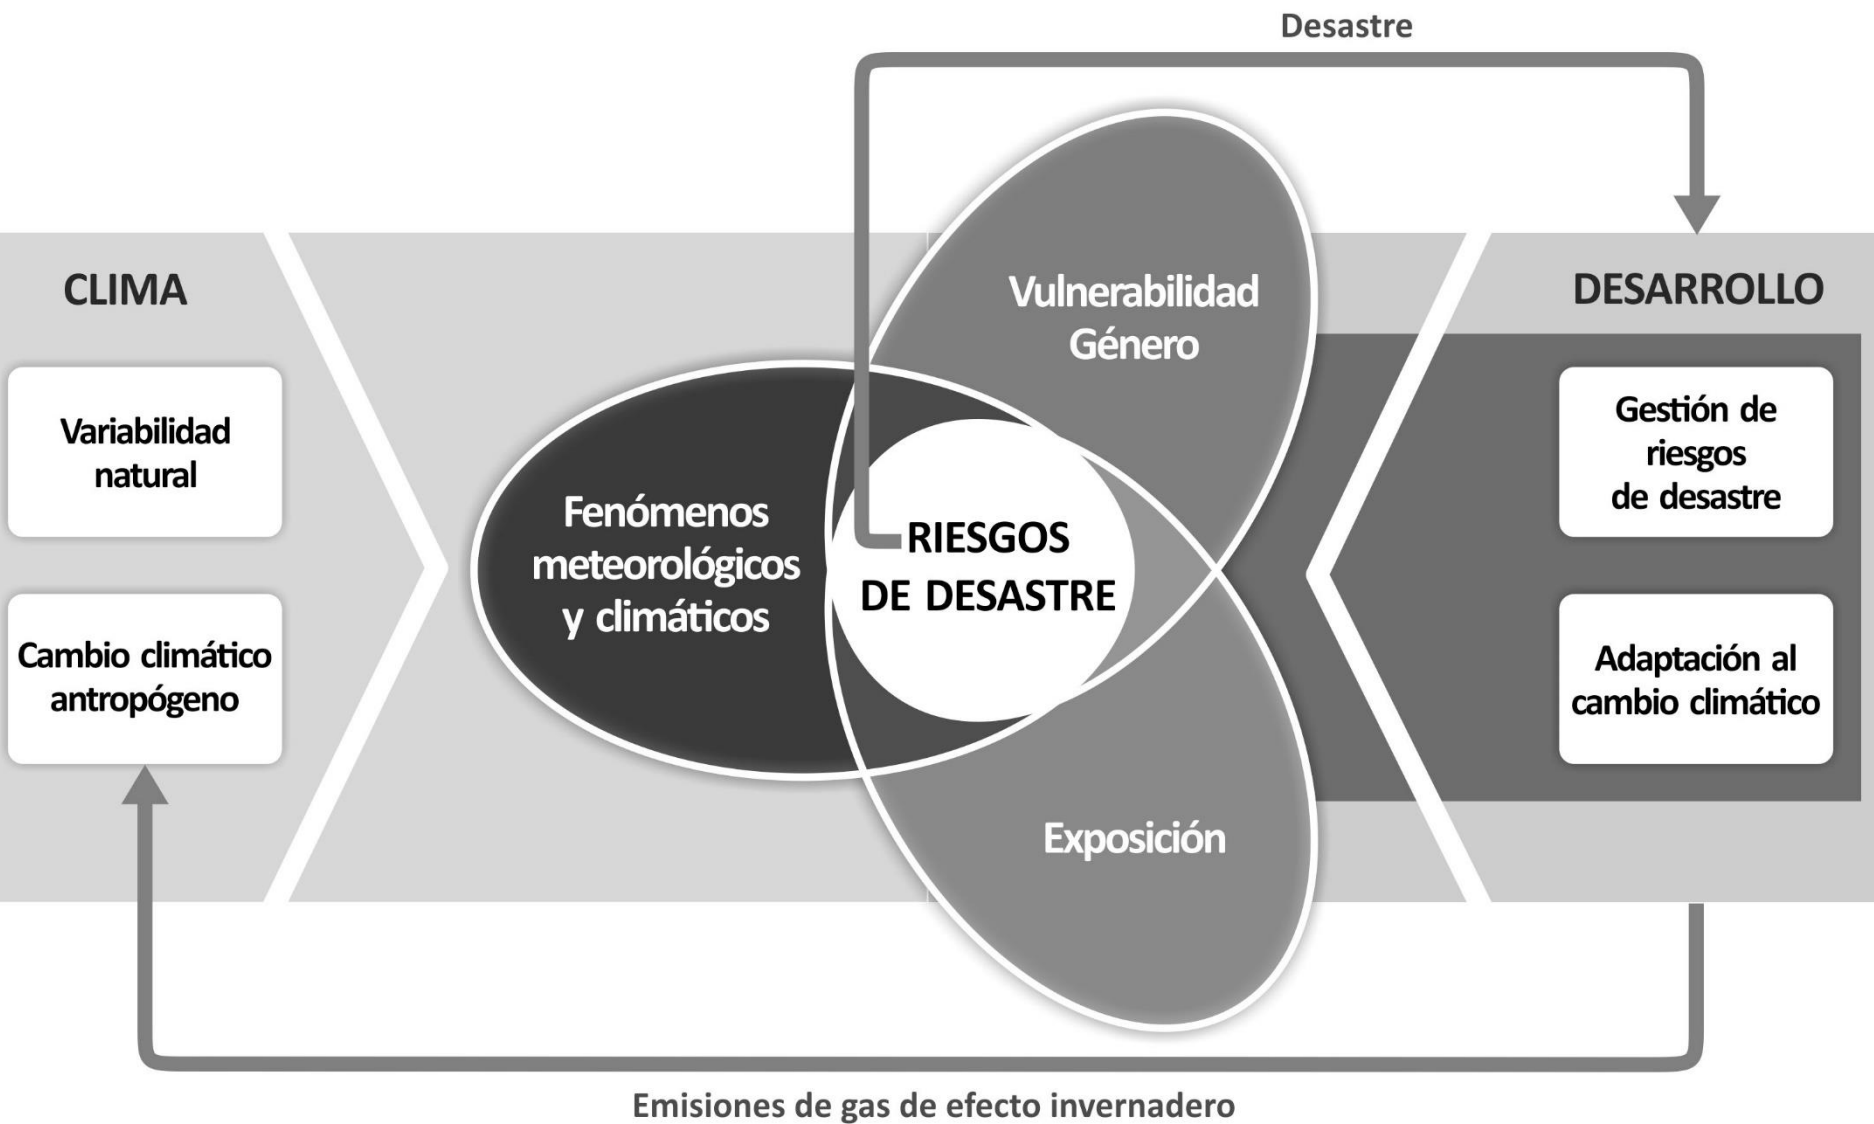 Desastre
CLIMA
Variabilidad
natural
Cambio climático
antropógeno
Fenómenos
meteorológicos
y climáticos
Vulnerabilidad
Género
RIESGOS
DE DESASTRE
Exposición
DESARROLLO
Gestión de
riesgos
de desastre
Adaptación al
cambio climático
Emisiones de gas de efecto invernadero